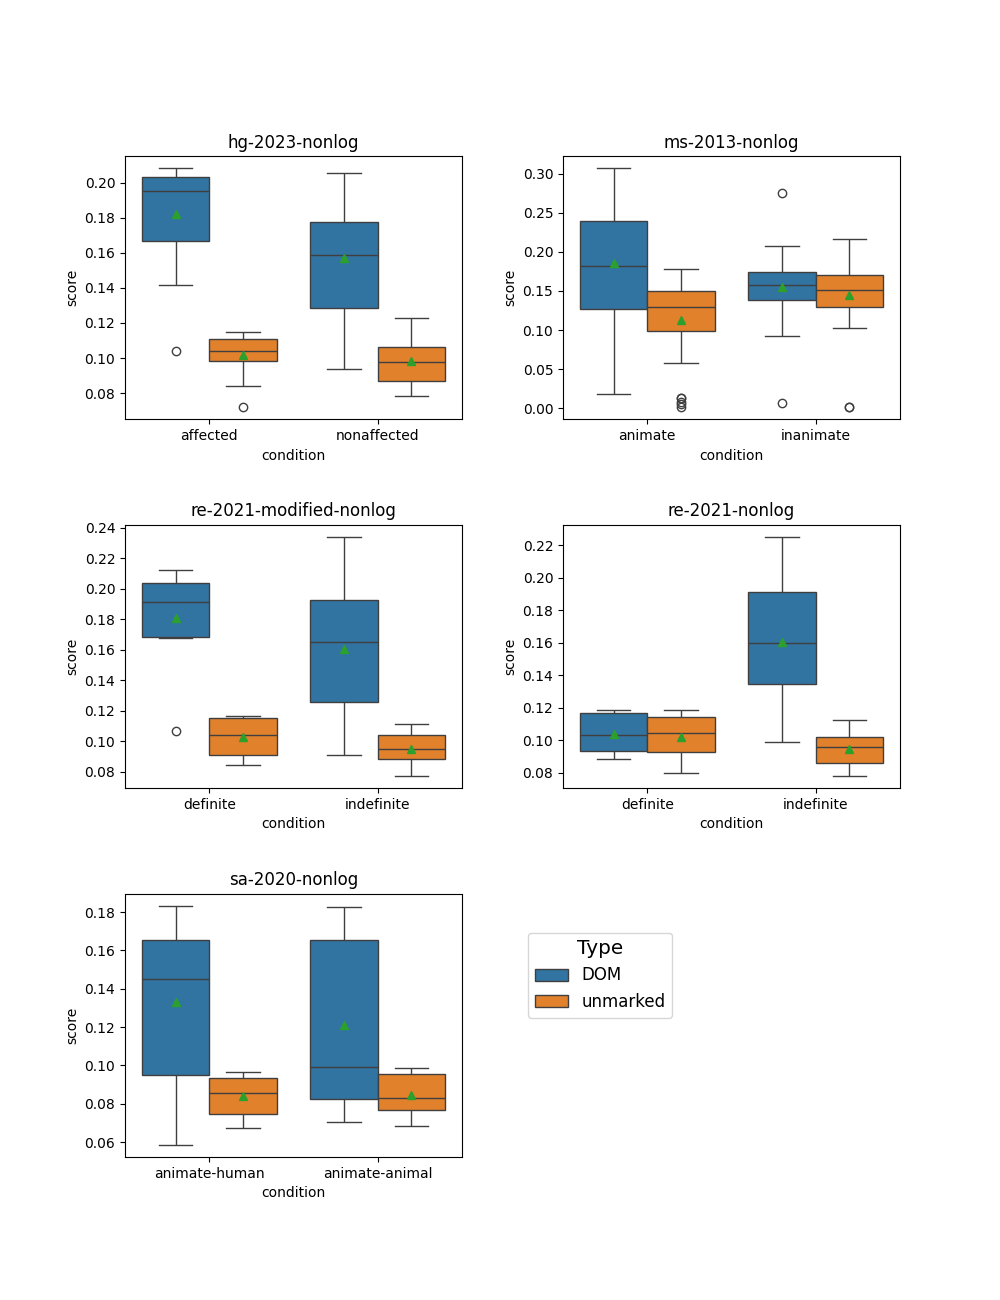 hg-2023-nonlog
score
0.20
0.18
0.16
0.14
0.12
0.10
0.08
affected nonaffected
condition
ms-2013-nonlog
score
0.30
0.25
0.20
0.15
0.10
0.05
0.00
animate inanimate
condition
re-2021-modified-nonlog
score
0.24
0.22
0.20
0.18
0.16
0.14
0.12
0.10
0.08
definite indefinite
condition
re-2021-nonlog
score
0.22
0.20
0.18
0.16
0.14
0.12
0.10
0.08
definite indefinite
condition
sa-2020-nonlog
score
0.18
0.16
0.14
0.12
0.10
0.08
0.06
animate-human animate-animal
condition
Type
DOM
unmarked